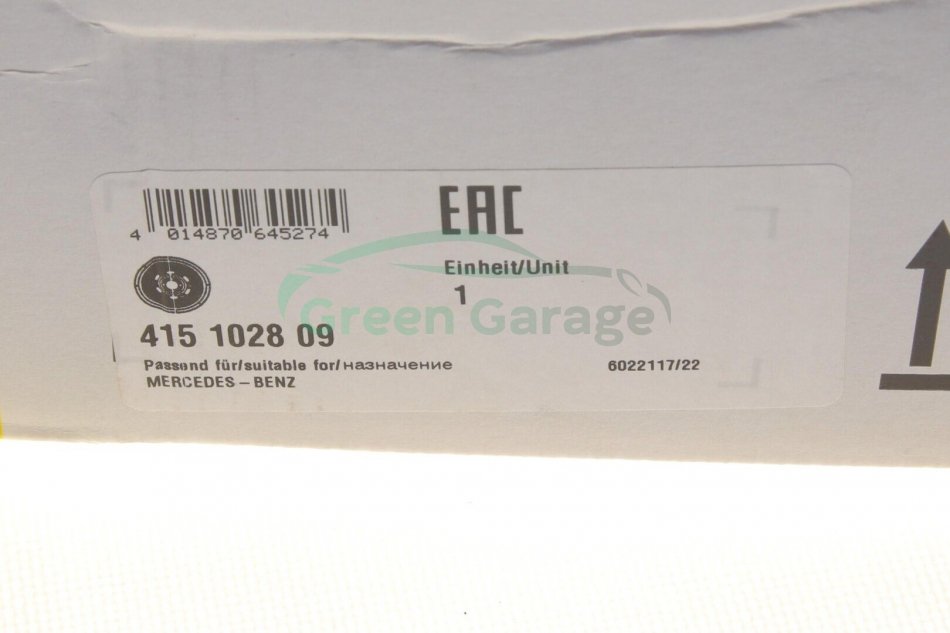 EAC
4 014870 645274
Einheit/Unit
1
Green Garage
415 1028 09
Passend für/suitable for/назначение
6022117/22
MERCEDES – BENZ